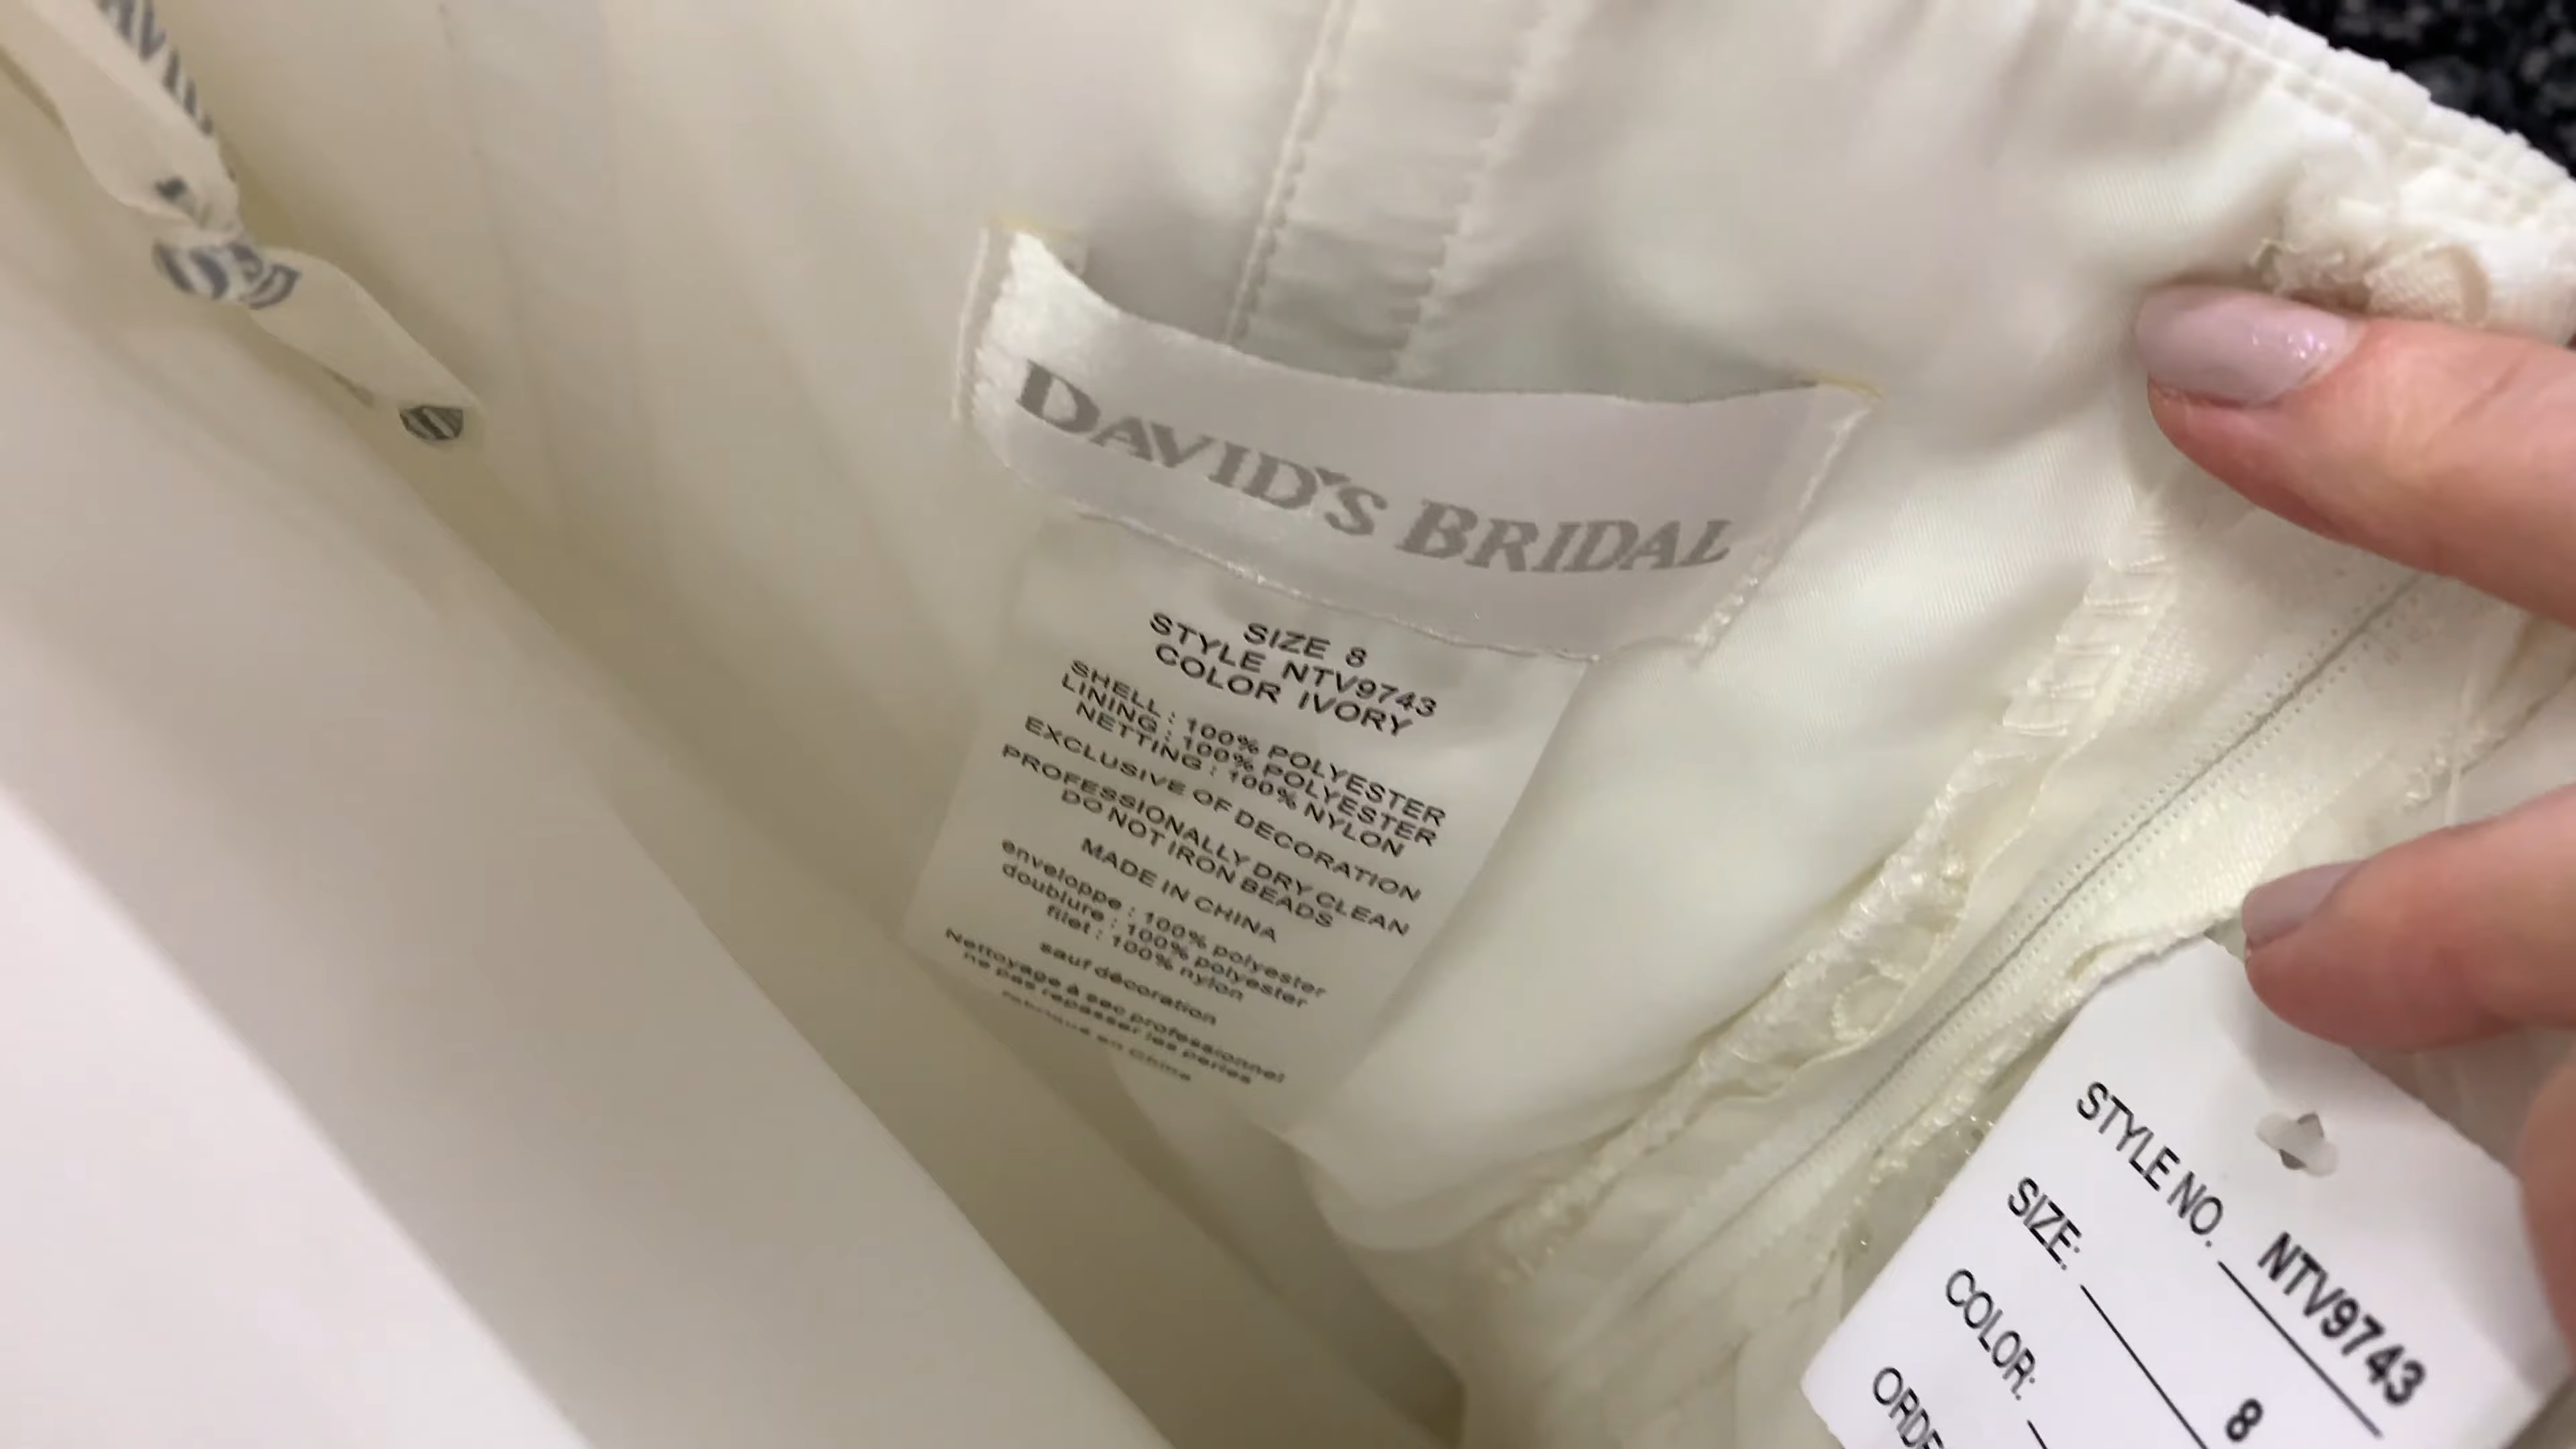 DAVID'S BRIDAL
SIZE 8
STYLE NTV9743
COLOR IVORY
SHELL : 100% POLYESTER
LINING : 100% POLYESTER
NETTING : 100% NYLON
EXCLUSIVE OF DECORATION
PROFESSIONALLY DRY CLEAN
DO NOT IRON BEADS
MADE IN CHINA
enveloppe : 100% polyester
doublure : 100% polyester
filet : 100% nylon
sauf décoration
Nettoyage à sec professionnel
ne pas repasser les perles
en Chine
STYLE NO. NTV9743
SIZE: 8
COLOR: